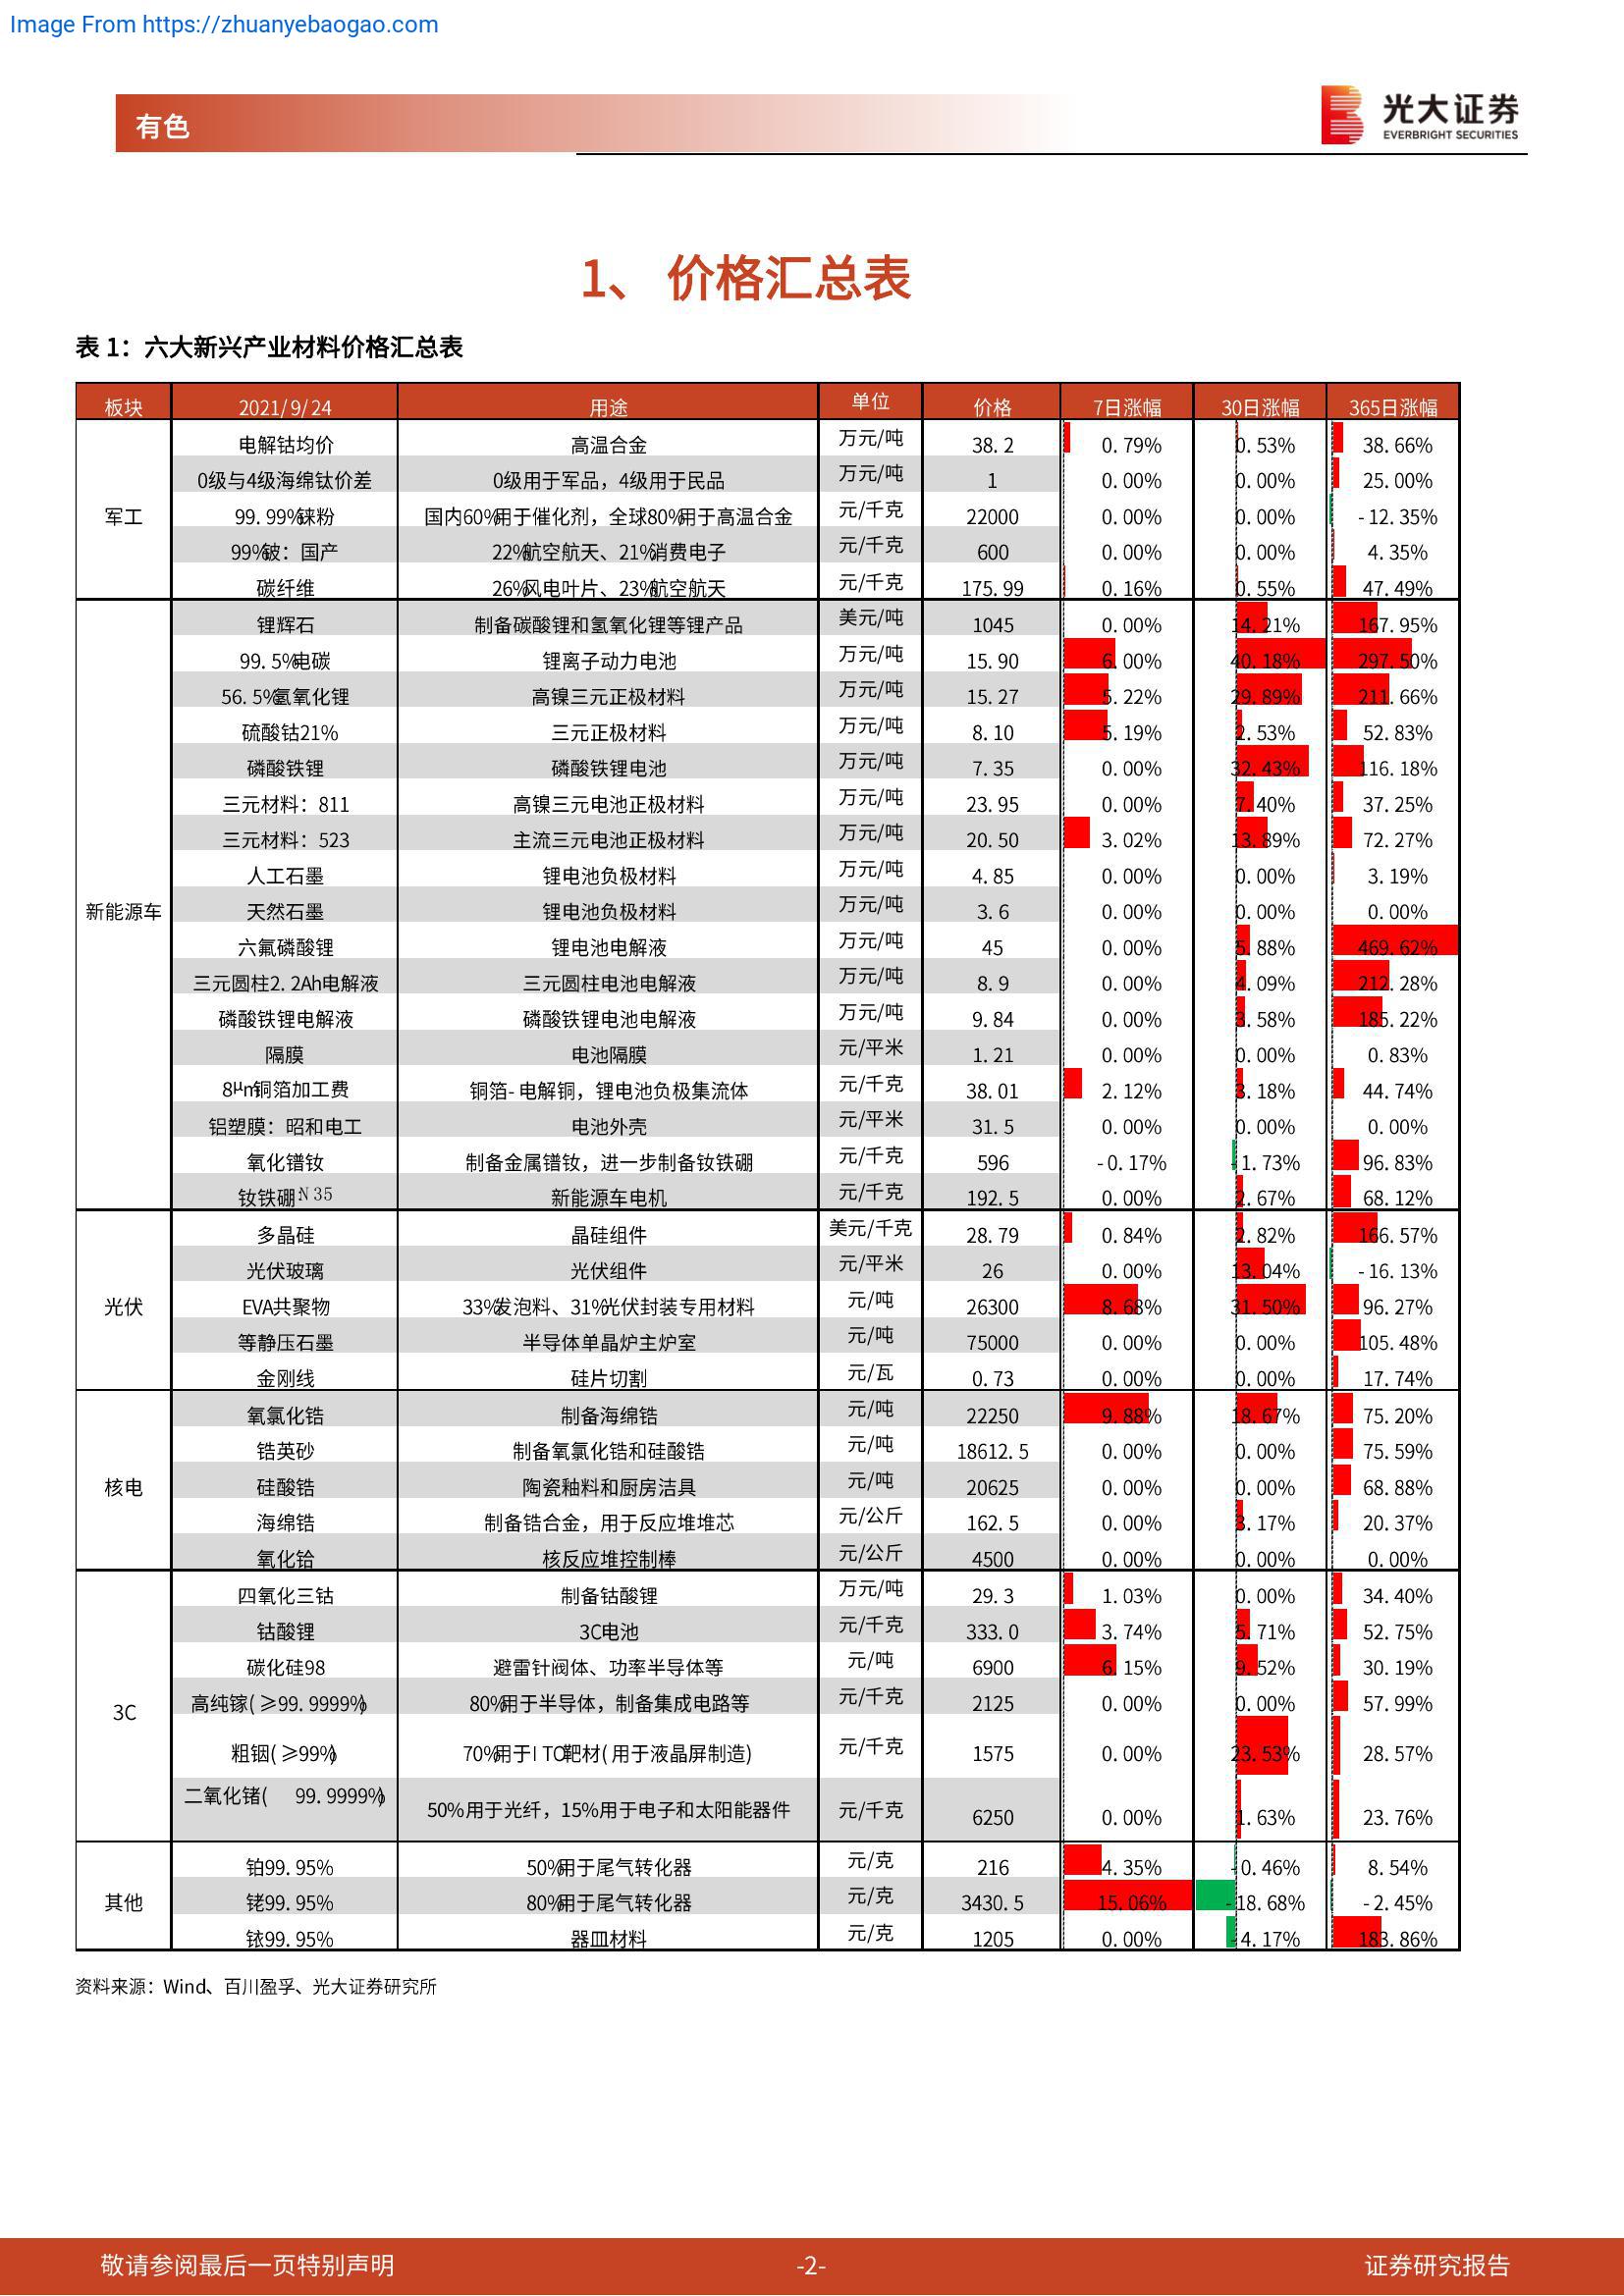 Image From https://zhuanyebaogao.com
有色
光大证券
EVERBRIGHT SECURITIES
1、 价格汇总表
表 1：六大新兴产业材料价格汇总表
板块 2021/9/24 用途 单位 价格 7日涨幅 30日涨幅 365日涨幅
军工
电解钴均价 高温合金 万元/吨 38.2 0.79% 0.53% 38.66%
0级与4级海绵钛价差 0级用于军品，4级用于民品 万元/吨 1 0.00% 0.00% 25.00%
99.99%铼粉 国内60%用于催化剂，全球80%用于高温合金 元/千克 22000 0.00% 0.00% -12.35%
99%铍：国产 22%航空航天、21%消费电子 元/千克 600 0.00% 0.00% 4.35%
碳纤维 26%风电叶片、23%航空航天 元/千克 175.99 0.16% 0.55% 47.49%
新能源车
锂辉石 制备碳酸锂和氢氧化锂等锂产品 美元/吨 1045 0.00% 14.21% 167.95%
99.5%电碳 锂离子动力电池 万元/吨 15.90 6.00% 40.18% 297.50%
56.5%氢氧化锂 高镍三元正极材料 万元/吨 15.27 5.22% 29.89% 211.66%
硫酸钴21% 三元正极材料 万元/吨 8.10 5.19% 2.53% 52.83%
磷酸铁锂 磷酸铁锂电池 万元/吨 7.35 0.00% 32.43% 116.18%
三元材料：811 高镍三元电池正极材料 万元/吨 23.95 0.00% 7.40% 37.25%
三元材料：523 主流三元电池正极材料 万元/吨 20.50 3.02% 13.89% 72.27%
人工石墨 锂电池负极材料 万元/吨 4.85 0.00% 0.00% 3.19%
天然石墨 锂电池负极材料 万元/吨 3.6 0.00% 0.00% 0.00%
六氟磷酸锂 锂电池电解液 万元/吨 45 0.00% 5.88% 469.62%
三元圆柱2.2Ah电解液 三元圆柱电池电解液 万元/吨 8.9 0.00% 4.09% 212.28%
磷酸铁锂电解液 磷酸铁锂电池电解液 万元/吨 9.84 0.00% 3.58% 185.22%
隔膜 电池隔膜 元/平米 1.21 0.00% 0.00% 0.83%
8μm铜箔加工费 铜箔-电解铜，锂电池负极集流体 元/千克 38.01 2.12% 3.18% 44.74%
铝塑膜：昭和电工 电池外壳 元/平米 31.5 0.00% 0.00% 0.00%
氧化镨钕 制备金属镨钕，进一步制备钕铁硼 元/千克 596 -0.17% -1.73% 96.83%
钕铁硼N35 新能源车电机 元/千克 192.5 0.00% 2.67% 68.12%
光伏
多晶硅 晶硅组件 美元/千克 28.79 0.84% 2.82% 166.57%
光伏玻璃 光伏组件 元/平米 26 0.00% 13.04% -16.13%
EVA共聚物 33%发泡料、31%光伏封装专用材料 元/吨 26300 8.68% 31.50% 96.27%
等静压石墨 半导体单晶炉主炉室 元/吨 75000 0.00% 0.00% 105.48%
金刚线 硅片切割 元/瓦 0.73 0.00% 0.00% 17.74%
核电
氧氯化锆 制备海绵锆 元/吨 22250 9.88% 18.67% 75.20%
锆英砂 制备氧氯化锆和硅酸锆 元/吨 18612.5 0.00% 0.00% 75.59%
硅酸锆 陶瓷釉料和厨房洁具 元/吨 20625 0.00% 0.00% 68.88%
海绵锆 制备锆合金，用于反应堆堆芯 元/公斤 162.5 0.00% 3.17% 20.37%
氧化铪 核反应堆控制棒 元/公斤 4500 0.00% 0.00% 0.00%
3C
四氧化三钴 制备钴酸锂 万元/吨 29.3 1.03% 0.00% 34.40%
钴酸锂 3C电池 元/千克 333.0 3.74% 5.71% 52.75%
碳化硅98 避雷针阀体、功率半导体等 元/吨 6900 6.15% 9.52% 30.19%
高纯镓(≥99.9999%) 80%用于半导体，制备集成电路等 元/千克 2125 0.00% 0.00% 57.99%
粗铟(≥99%) 70%用于ITO靶材(用于液晶屏制造) 元/千克 1575 0.00% 23.53% 28.57%
二氧化锗( 99.9999%) 50%用于光纤，15%用于电子和太阳能器件 元/千克 6250 0.00% 1.63% 23.76%
其他
铂99.95% 50%用于尾气转化器 元/克 216 4.35% -0.46% 8.54%
铑99.95% 80%用于尾气转化器 元/克 3430.5 15.06% -18.68% -2.45%
铱99.95% 器皿材料 元/克 1205 0.00% -4.17% 183.86%
资料来源：Wind、百川盈孚、光大证券研究所
敬请参阅最后一页特别声明 -2- 证券研究报告